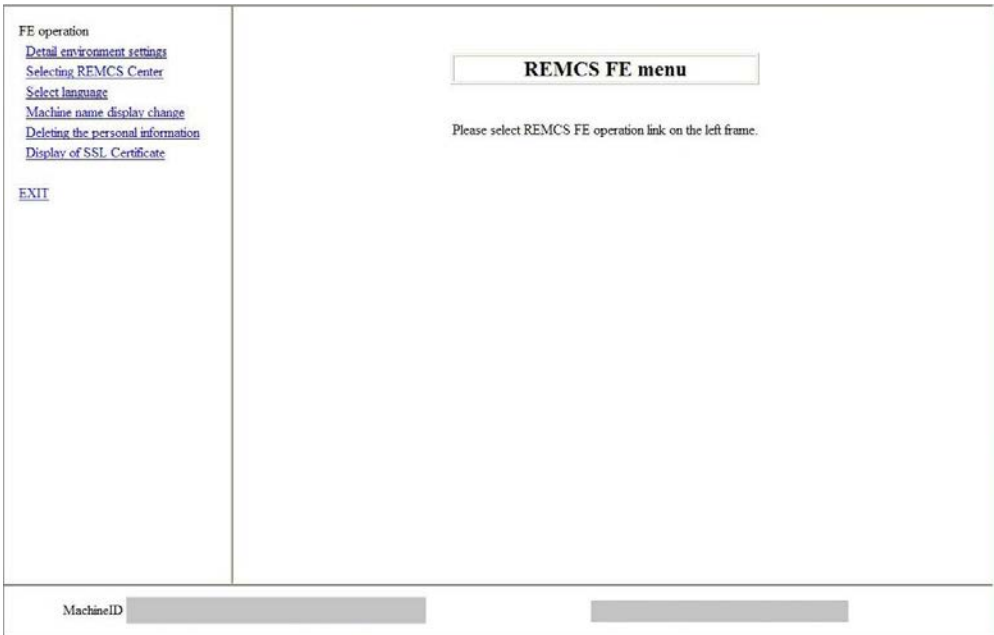 FE operation
Detail environment settings
Selecting REMCS Center
Select language
Machine name display change
Deleting the personal information
Display of SSL Certificate
EXIT
REMCS FE menu
Please select REMCS FE operation link on the left frame.
MachineID